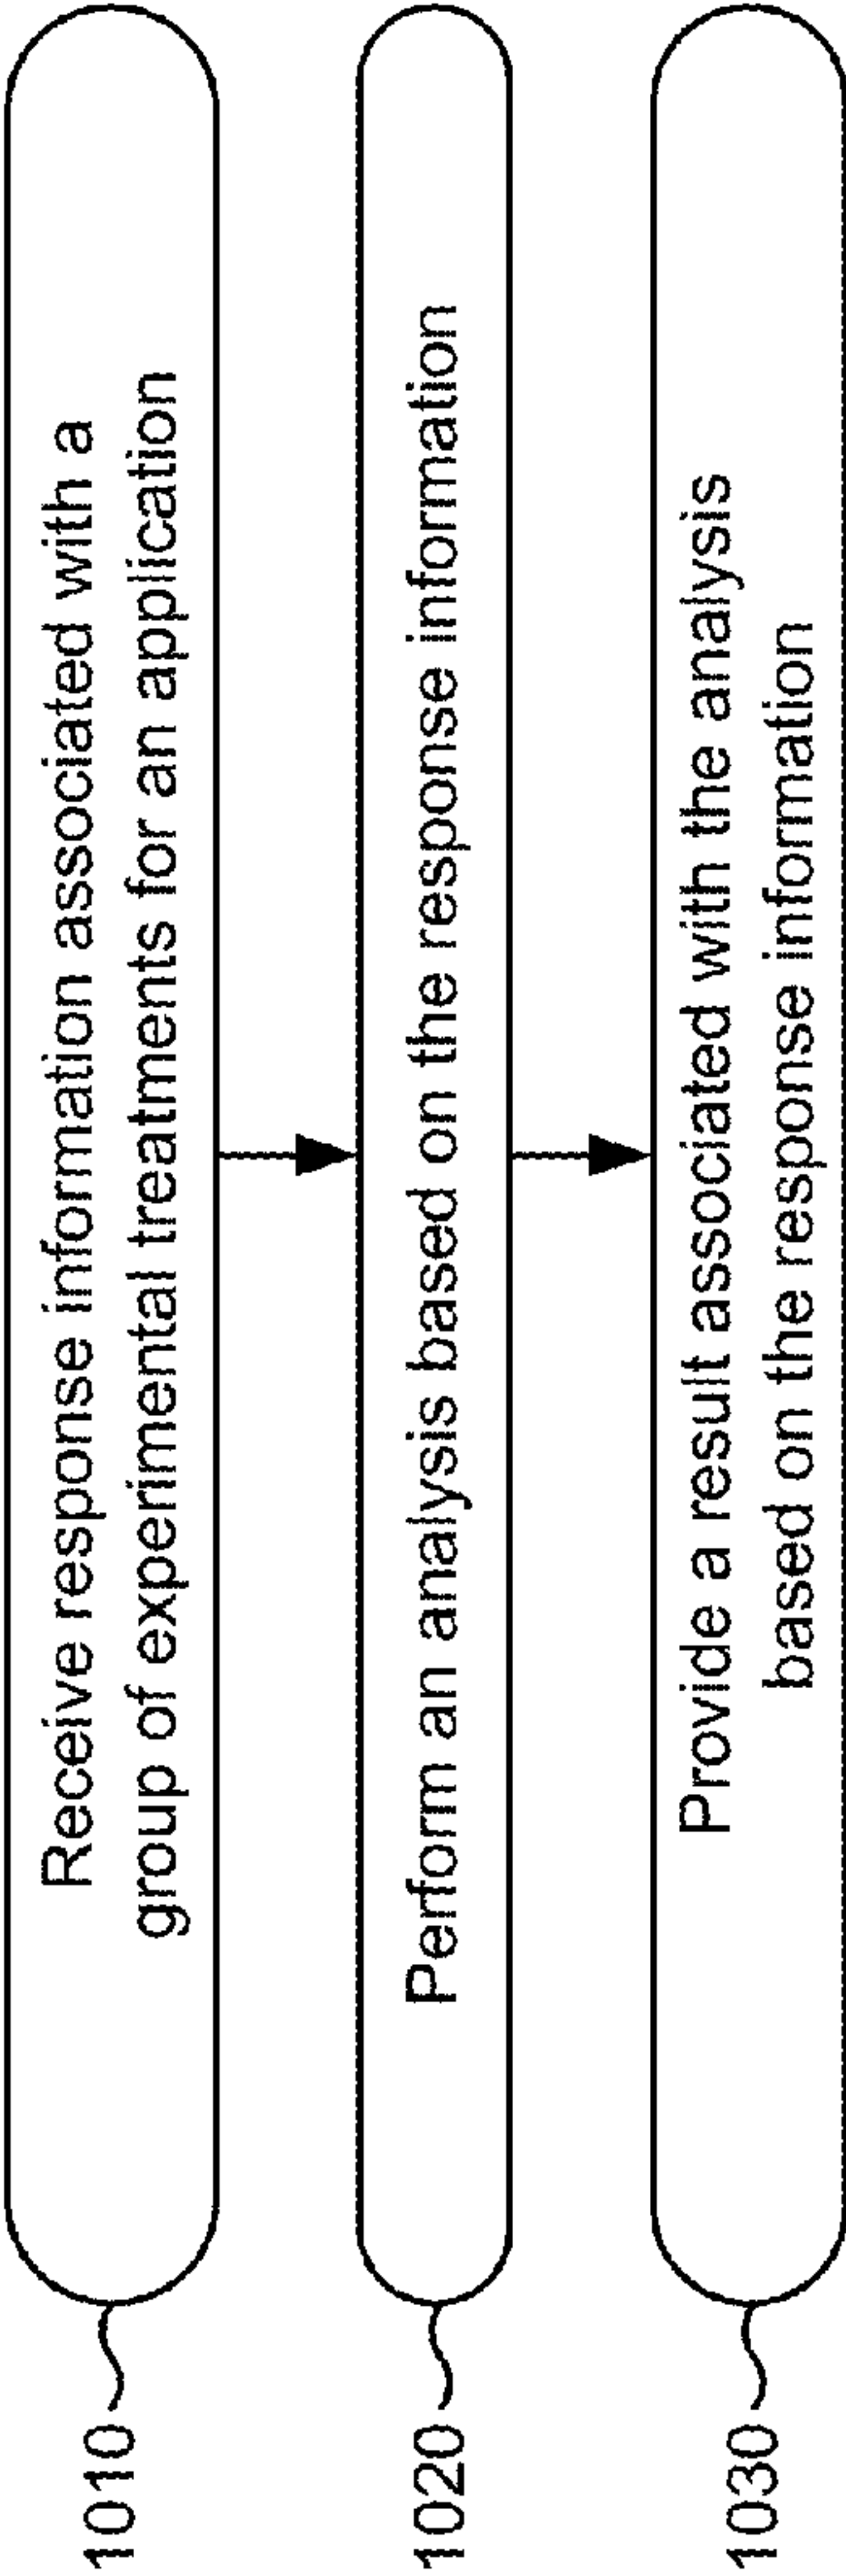 1010
Receive response information associated with a
group of experimental treatments for an application
1020
Perform an analysis based on the response information
1030
Provide a result associated with the analysis
based on the response information